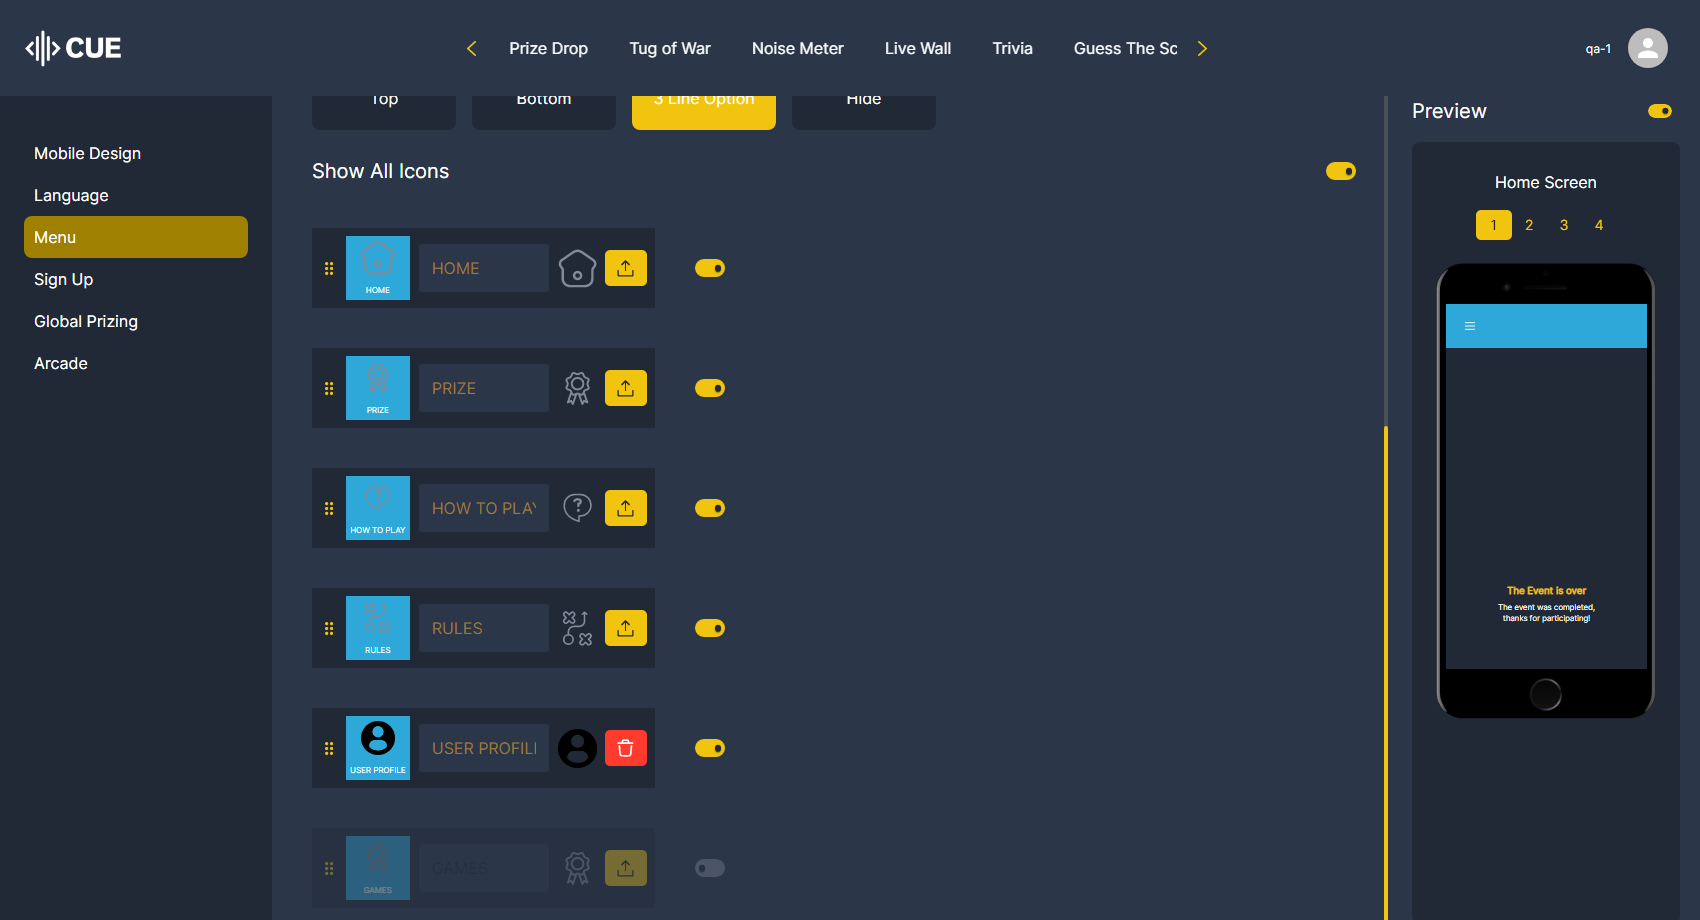 CUE
Prize Drop
Tug of War
Noise Meter
Live Wall
Trivia
Guess The Sc
qa-1
Mobile Design
Language
Menu
Sign Up
Global Prizing
Arcade
Top
Bottom
3 Line Option
Hide
Show All Icons
HOME
HOME
PRIZE
PRIZE
HOW TO PLAY
HOW TO PLAY
RULES
RULES
USER PROFILE
USER PROFIL
GAMES
GAMES
Preview
Home Screen
1 2 3 4
The Event is over
The event was completed,
thanks for participating!